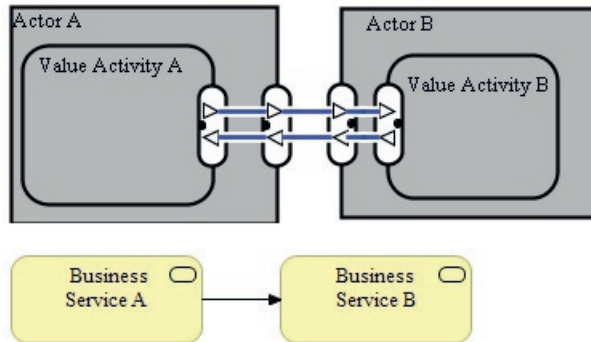 Actor A
Actor B
Value Activity A
Value Activity B
Business
Service A
Business
Service B